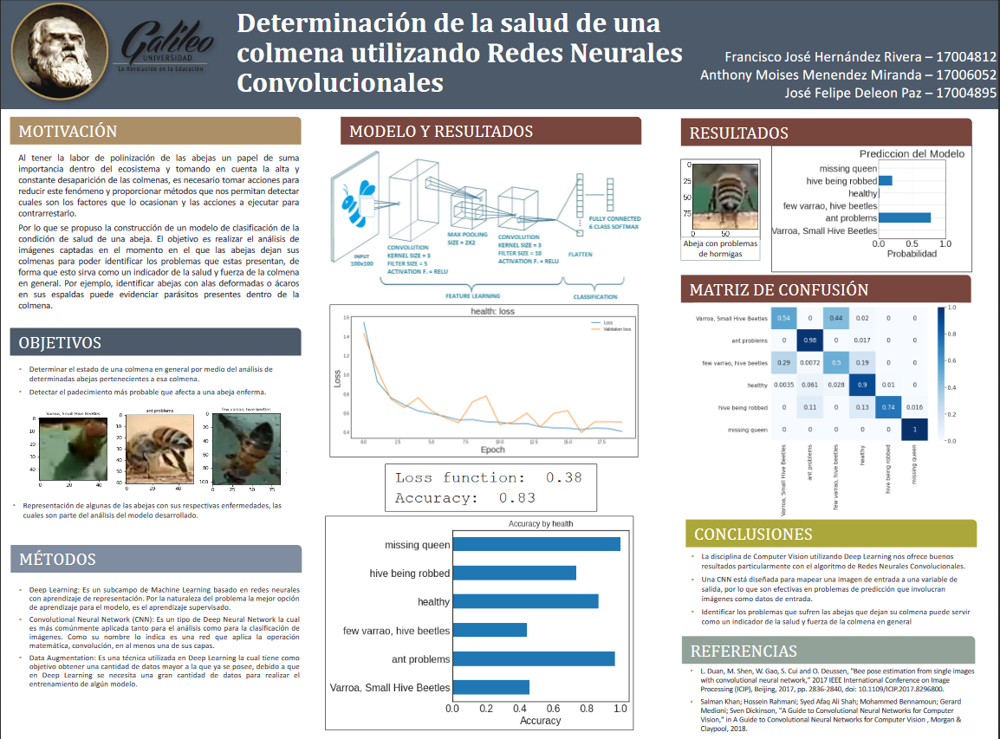 Galileo
UNIVERSIDAD
La Revolución en la Educación
Determinación de la salud de una
colmena utilizando Redes Neurales
Convolucionales
Francisco José Hernández Rivera – 17004812
Anthony Moises Menendez Miranda – 17006052
José Felipe Deleon Paz – 17004895
MOTIVACIÓN
Al tener la labor de polinización de las abejas un papel de suma
importancia dentro del ecosistema y tomando en cuenta la alta y
constante desaparición de las colmenas, es necesario tomar acciones para
reducir este fenómeno y proporcionar métodos que nos permitan detectar
cuales son los factores que lo ocasionan y las acciones a ejecutar para
contrarrestarlo.
Por lo que se propuso la construcción de un modelo de clasificación de la
condición de salud de una abeja. El objetivo es realizar el análisis de
imágenes captadas en el momento en el que las abejas dejan sus
colmenas para poder identificar los problemas que estas presentan, de
forma que esto sirva como un indicador de la salud y fuerza de la colmena
en general. Por ejemplo, identificar abejas con alas deformadas o ácaros
en sus espaldas puede evidenciar parásitos presentes dentro de la
colmena.
OBJETIVOS
- Determinar el estado de una colmena en general por medio del análisis de
determinadas abejas pertenecientes a esa colmena.
- Detectar el padecimiento más probable que afecta a una abeja enferma.
Varroa, Small Hive Beetles
0
10
20
30
40
0 20 40
ant problems
0
10
20
30
40
50
60
0 20 40
few varrao, hive beetles
0
20
40
60
80
100
0 25 50 75
- Representación de algunas de las abejas con sus respectivas enfermedades, las
cuales son parte del análisis del modelo desarrollado.
MÉTODOS
- Deep Learning: Es un subcampo de Machine Learning basado en redes neurales
con aprendizaje de representación. Por la naturaleza del problema la mejor opción
de aprendizaje para el modelo, es el aprendizaje supervisado.
- Convolutional Neural Network (CNN): Es un tipo de Deep Neural Network la cual
es más comúnmente aplicada tanto para el análisis como para la clasificación de
imágenes. Como su nombre lo indica es una red que aplica la operación
matemática, convolución, en al menos una de sus capas.
- Data Augmentation: Es una técnica utilizada en Deep Learning la cual tiene como
objetivo obtener una cantidad de datos mayor a la que ya se posee, debido a que
en Deep Learning se necesita una gran cantidad de datos para realizar el
entrenamiento de algún modelo.
MODELO Y RESULTADOS
INPUT
100x100
CONVOLUTION
KERNEL SIZE = 3
FILTER SIZE = 5
ACTIVATION F. = RELU
MAX POOLING
SIZE = 2X2
CONVOLUTION
KERNEL SIZE = 3
FILTER SIZE = 10
ACTIVATION F. = RELU
FLATTEN
FULLY CONNECTED
6 CLASS SOFTMAX
FEATURE LEARNING
CLASSIFICATION
health: loss
Loss
Validation loss
Loss
1.6
1.4
1.2
1.0
0.8
0.6
0.4
0.0 2.5 5.0 7.5 10.0 12.5 15.0 17.5
Epoch
Loss function: 0.38
Accuracy: 0.83
Accuracy by health
missing queen
hive being robbed
healthy
few varrao, hive beetles
ant problems
Varroa, Small Hive Beetles
0.0 0.2 0.4 0.6 0.8 1.0
Accuracy
RESULTADOS
0
25
50
75
0 50
Abeja con problemas
de hormigas
Prediccion del Modelo
missing queen
hive being robbed
healthy
few varrao, hive beetles
ant problems
Varroa, Small Hive Beetles
0.0 0.5 1.0
Probabilidad
MATRIZ DE CONFUSIÓN
Varroa, Small Hive Beetles 0.54 0 0.44 0.02 0 0
ant problems 0 0.98 0 0.017 0 0
few varrao, hive beetles 0.29 0.0072 0.5 0.19 0 0
healthy 0.0035 0.061 0.028 0.9 0.01 0
hive being robbed 0 0.11 0 0.13 0.74 0.016
missing queen 0 0 0 0 0 1
Varroa, Small Hive Beetles
ant problems
few varrao, hive beetles
healthy
hive being robbed
missing queen
1.0
0.8
0.6
0.4
0.2
0.0
CONCLUSIONES
- La disciplina de Computer Vision utilizando Deep Learning nos ofrece buenos
resultados particularmente con el algoritmo de Redes Neurales Convolucionales.
- Una CNN está diseñada para mapear una imagen de entrada a una variable de
salida, por lo que son efectivas en problemas de predicción que involucran
imágenes como datos de entrada.
- Identificar los problemas que sufren las abejas que dejan su colmena puede servir
como un indicador de la salud y fuerza de la colmena en general
REFERENCIAS
- L. Duan, M. Shen, W. Gao, S. Cui and O. Deussen, "Bee pose estimation from single images
with convolutional neural network," 2017 IEEE International Conference on Image
Processing (ICIP), Beijing, 2017, pp. 2836-2840, doi: 10.1109/ICIP.2017.8296800.
- Salman Khan; Hossein Rahmani; Syed Afaq Ali Shah; Mohammed Bennamoun; Gerard
Medioni; Sven Dickinson, "A Guide to Convolutional Neural Networks for Computer
Vision," in A Guide to Convolutional Neural Networks for Computer Vision , Morgan &
Claypool, 2018.